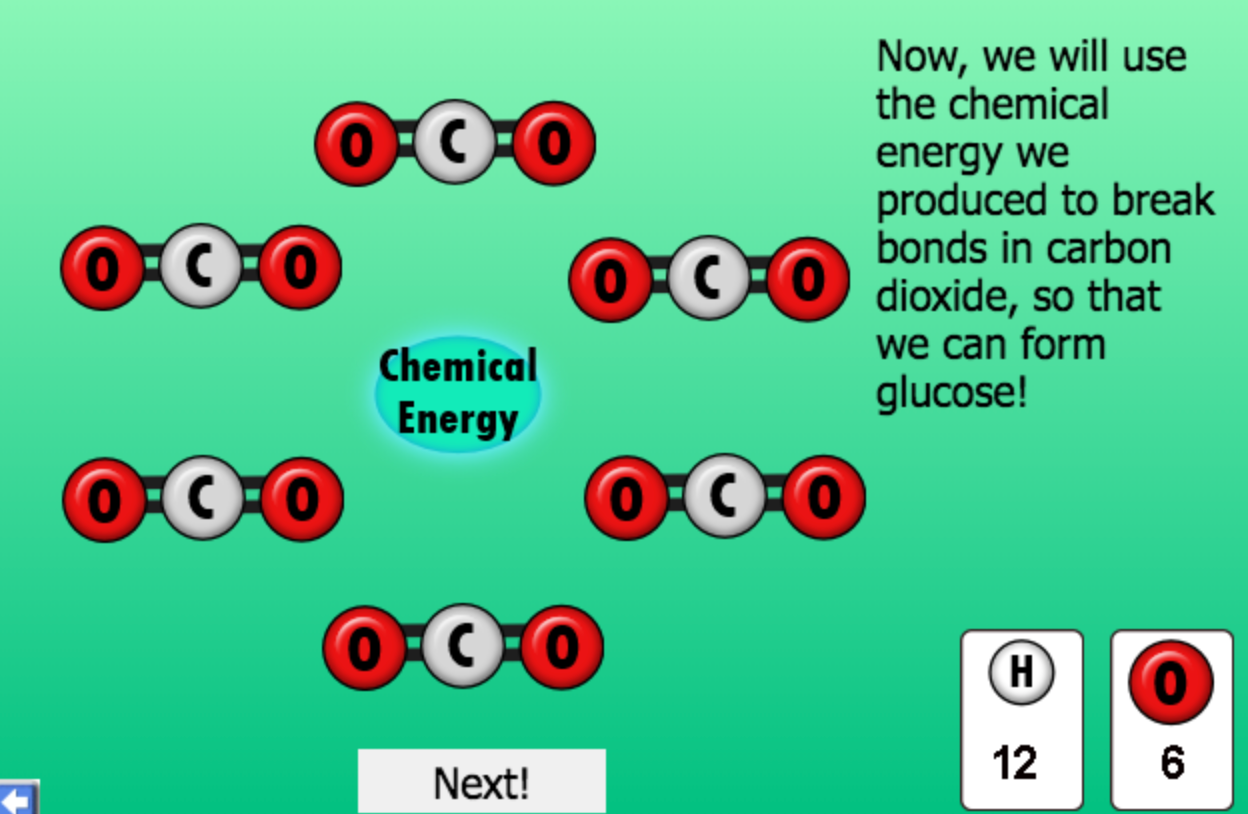 Now, we will use
the chemical
energy we
produced to break
bonds in carbon
dioxide, so that
we can form
glucose!
O C O
O C O
O C O
Chemical
Energy
O C O
O C O
O C O
H
12
O
6
Next!